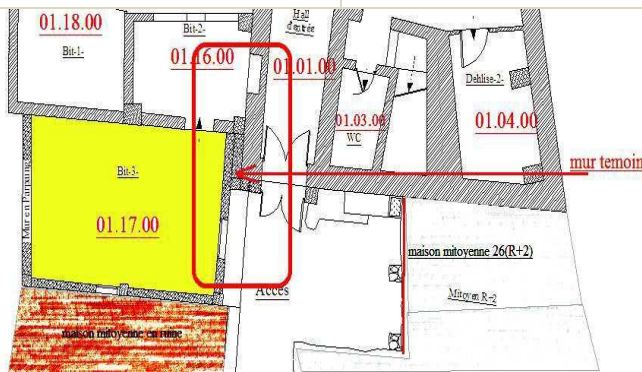 01.18.00
Bit-1-
Bit-2-
01.16.00
Hall
d'entrée
01.01.00
01.03.00
WC
Dehlise-2-
01.04.00
mur temoin
Bit-3-
Mur en Parpaing
01.17.00
Accès
maison mitoyenne 26(R+2)
Mitoyen R+2
maison mitoyenne en ruine